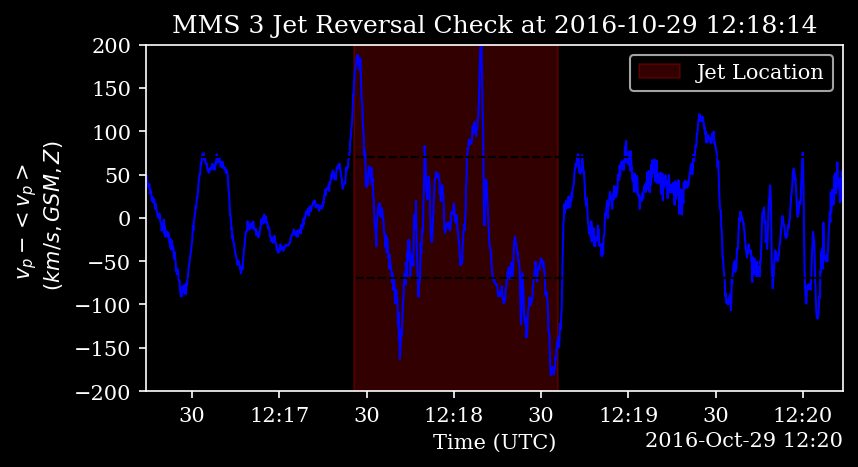 MMS 3 Jet Reversal Check at 2016-10-29 12:18:14
Jet Location
v_p - <v_p>
(km/s, GSM, Z)
200
150
100
50
0
−50
−100
−150
−200
30
12:17
30
12:18
30
12:19
30
12:20
Time (UTC)
2016-Oct-29 12:20